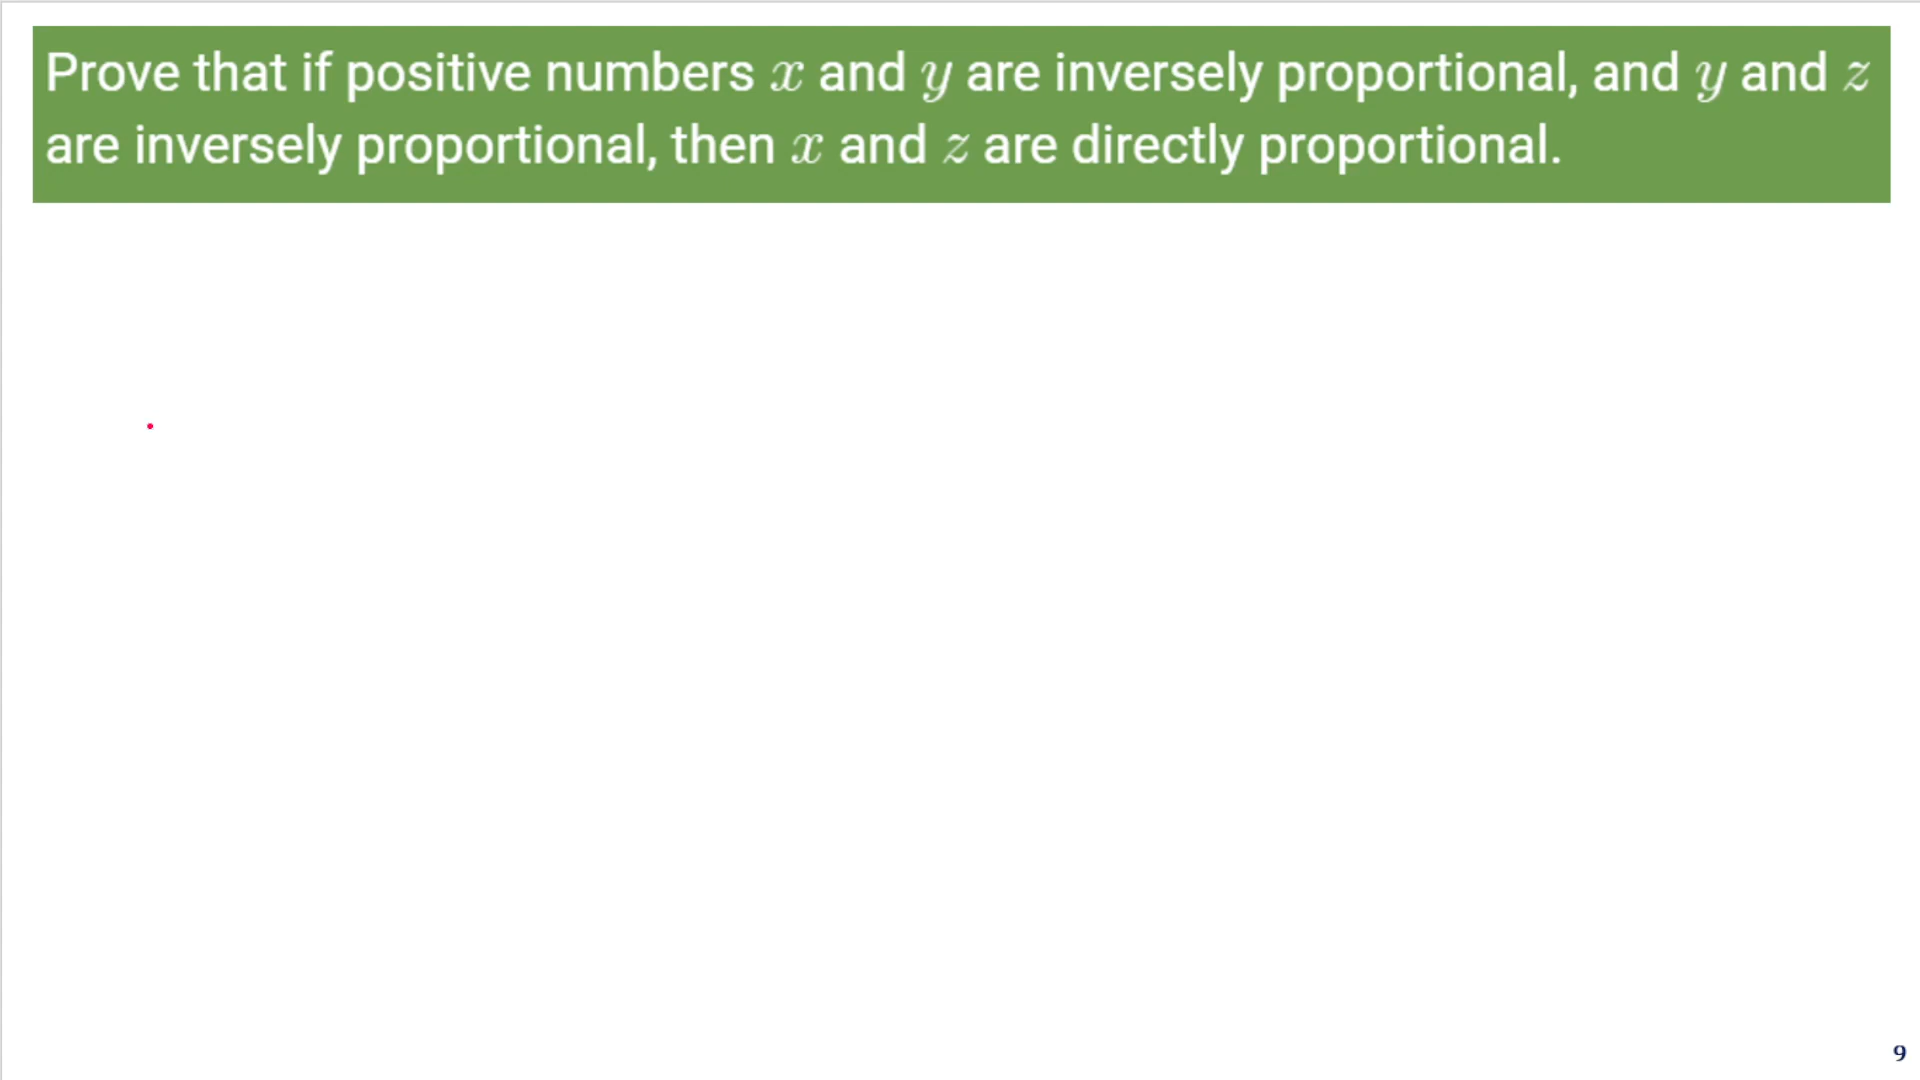 Prove that if positive numbers x and y are inversely proportional, and y and z
are inversely proportional, then x and z are directly proportional.
9